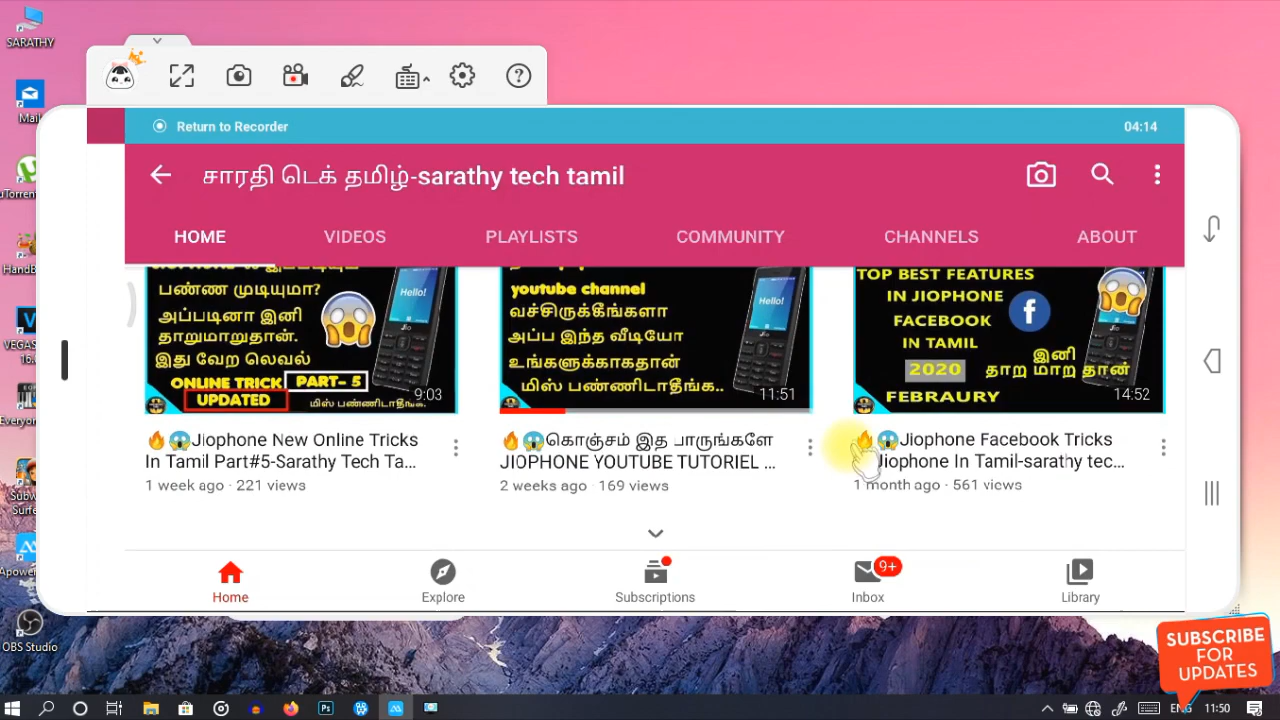 SARATHY
Mail
Return to Recorder
04:14
சாரதி டெக் தமிழ்-sarathy tech tamil
HOME
VIDEOS
PLAYLISTS
COMMUNITY
CHANNELS
ABOUT
பண்ண முடியுமா?
அப்படினா இனி
தாறுமாறுதான்.
இது வேற லெவல்
ONLINE TRICK
PART- 5
UPDATED
மிஸ் பண்ணிடாதீங்க.
9:03
Hello!
Jio
youtube channel
வச்சிருக்கீங்களா
அப்ப இந்த வீடியோ
உங்களுக்காகதான்
மிஸ் பண்ணிடாதீங்க..
11:51
Hello!
TOP BEST FEATURES
IN JIOPHONE
FACEBOOK
IN TAMIL
2020
இனி
தாற மாற தான்
FEBRAURY
14:52
🔥😱Jiophone New Online Tricks
In Tamil Part#5-Sarathy Tech Ta...
1 week ago · 221 views
🔥😱கொஞ்சம் இத பாருங்களே
JIOPHONE YOUTUBE TUTORIEL ...
2 weeks ago · 169 views
🔥😱Jiophone Facebook Tricks
Jiophone In Tamil-sarathy tec...
1 month ago · 561 views
Home
Explore
Subscriptions
9+
Inbox
Library
OBS Studio
SUBSCRIBE
FOR
UPDATES
ENG
11:50